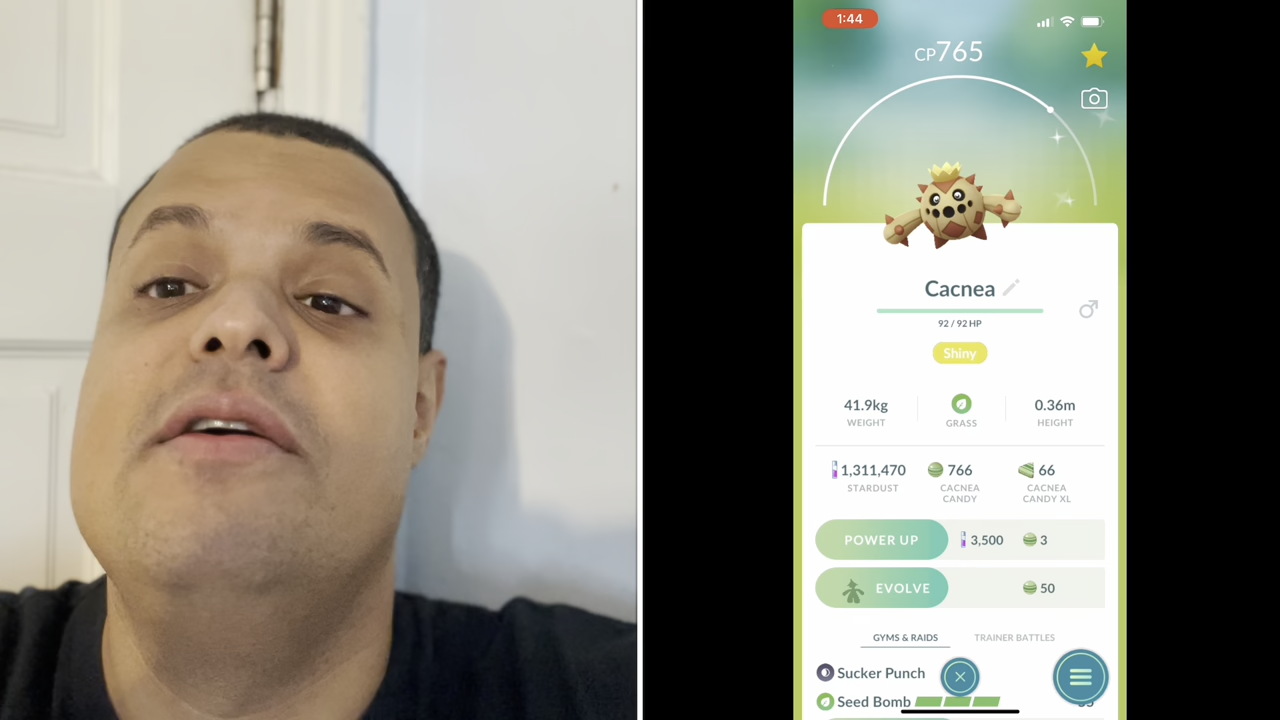 1:44
CP765
Cacnea
92 / 92 HP
Shiny
41.9kg
WEIGHT
GRASS
0.36m
HEIGHT
1,311,470
STARDUST
766
CACNEA
CANDY
66
CACNEA
CANDY XL
POWER UP 3,500 3
EVOLVE 50
GYMS & RAIDS TRAINER BATTLES
Sucker Punch
Seed Bomb